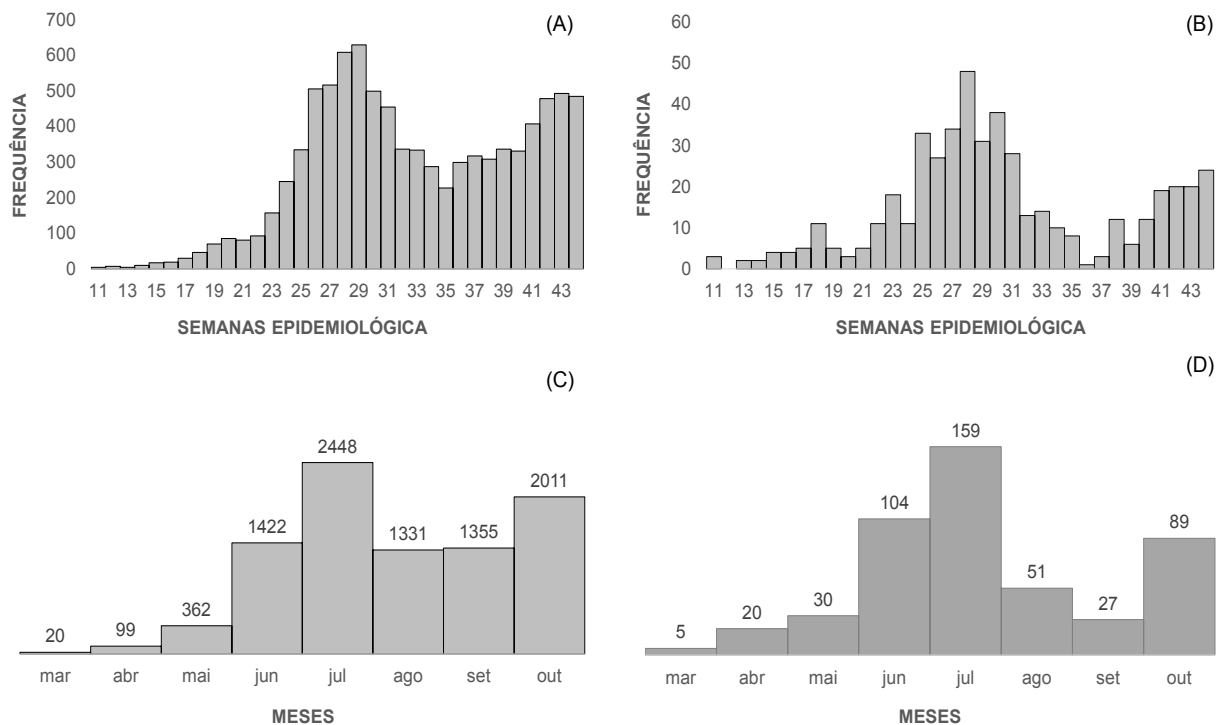 (A)
700
600
500
400
300
200
100
0
FREQUÊNCIA
11 13 15 17 19 21 23 25 27 29 31 33 35 37 39 41 43
SEMANAS EPIDEMIOLÓGICA
(B)
60
50
40
30
20
10
0
FREQUÊNCIA
11 13 15 17 19 21 23 25 27 29 31 33 35 37 39 41 43
SEMANAS EPIDEMIOLÓGICA
(C)
20 99 362 1422 2448 1331 1355 2011
mar abr mai jun jul ago set out
MESES
(D)
5 20 30 104 159 51 27 89
mar abr mai jun jul ago set out
MESES